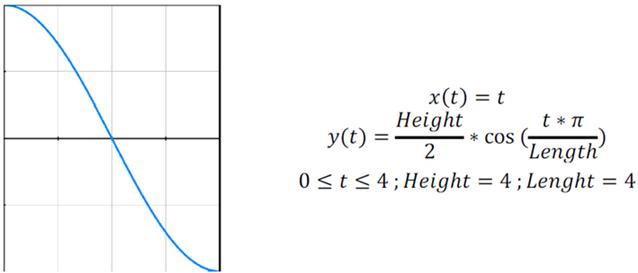 x(t) = t
y(t) = Height / 2 * cos (t * π / Length)
0 ≤ t ≤ 4 ; Height = 4 ; Lenght = 4